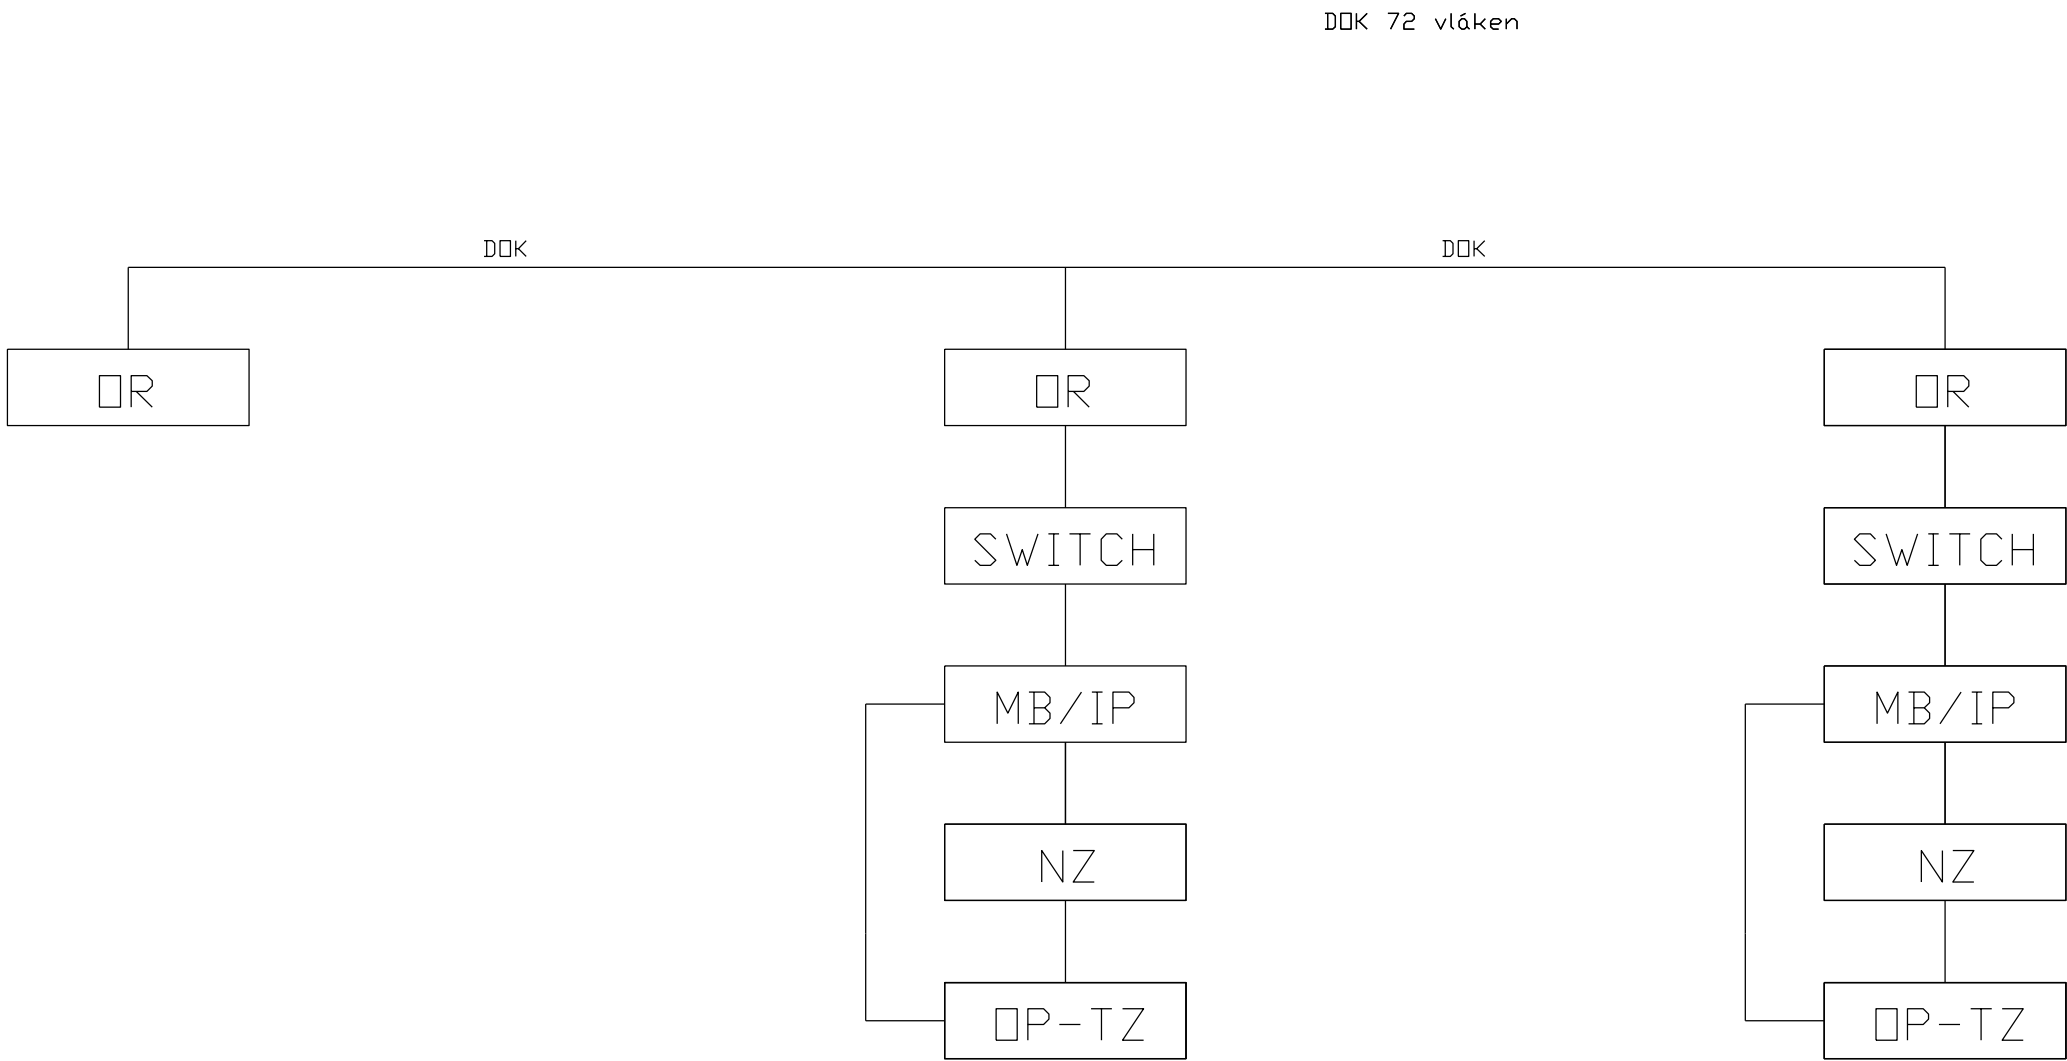 DOK 72 vláken
DOK DOK
OR OR OR
SWITCH SWITCH
MB/IP MB/IP
NZ NZ
OP-TZ OP-TZ